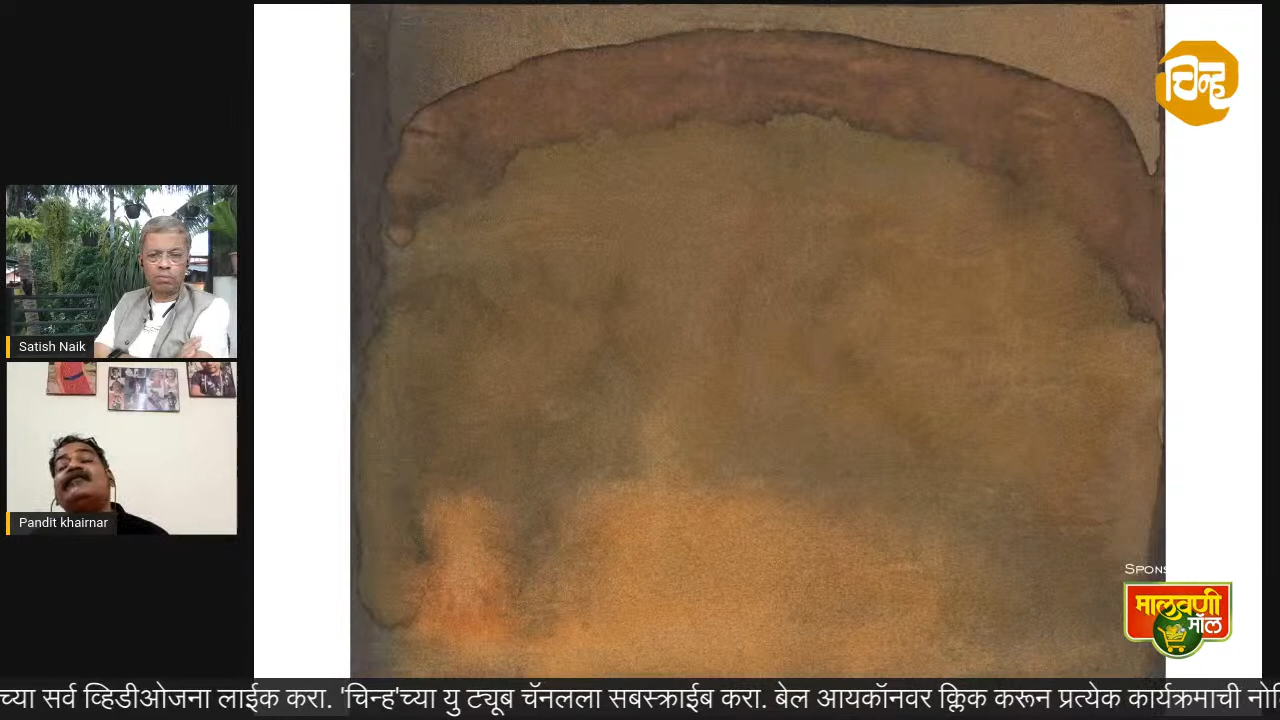 चिन्ह
Satish Naik
Pandit khairnar
SPONS
मालवणी
मॉल
च्या सर्व व्हिडीओजना लाईक करा. 'चिन्ह'च्या यु ट्यूब चॅनलला सबस्क्राईब करा. बेल आयकॉनवर क्लिक करून प्रत्येक कार्यक्रमाची नोटि